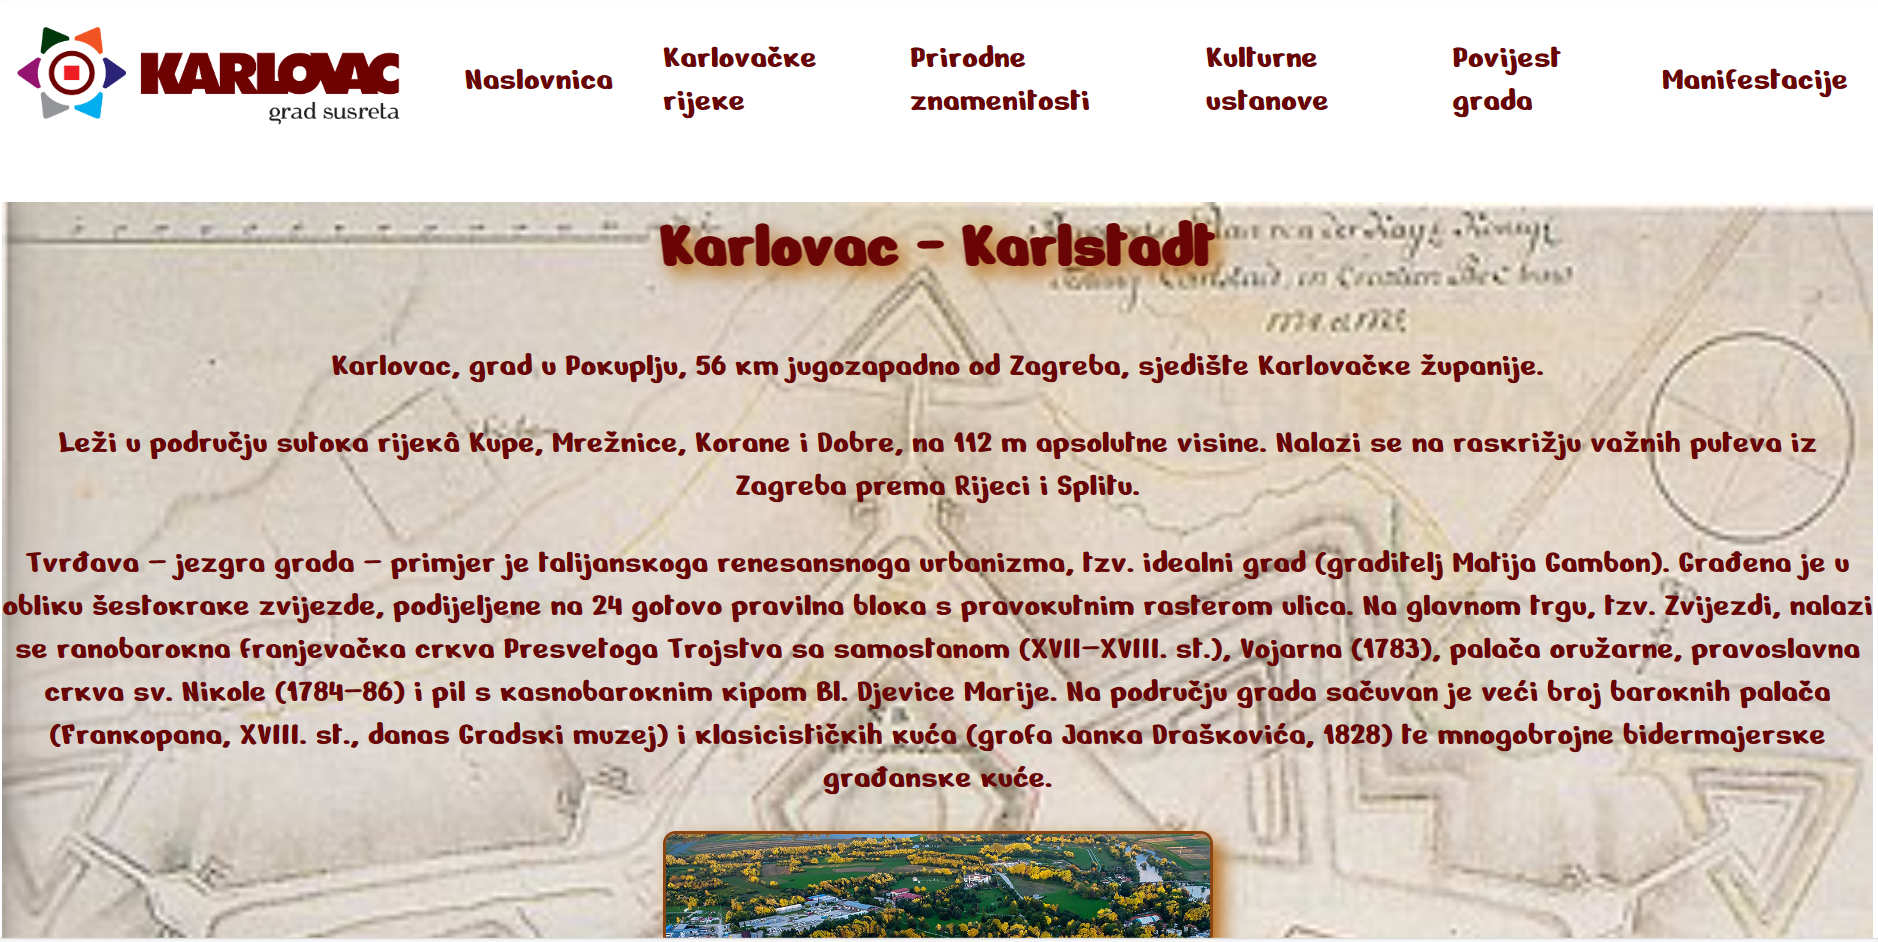 KARLOVAC
grad susreta
Naslovnica
Karlovačke
rijeke
Prirodne
znamenitosti
Kulturne
ustanove
Povijest
grada
Manifestacije
Karlovac - Karlstadt
Karlovac, grad u Pokuplju, 56 km jugozapadno od Zagreba, sjedište Karlovačke županije.
Leži u području sutoka rijekâ Kupe, Mrežnice, Korane i Dobre, na 112 m apsolutne visine. Nalazi se na raskrižju važnih puteva iz
Zagreba prema Rijeci i Splitu.
Tvrđava – jezgra grada – primjer je talijanskoga renesansnoga urbanizma, tzv. idealni grad (graditelj Matija Gambon). Građena je u
obliku šestokrake zvijezde, podijeljene na 24 gotovo pravilna bloka s pravokutnim rasterom ulica. Na glavnom trgu, tzv. Zvijezdi, nalazi
se ranobarokna franjevačka crkva Presvetoga Trojstva sa samostanom (XVII–XVIII. st.), Vojarna (1783), palača oružarne, pravoslavna
crkva sv. Nikole (1784–86) i pil s kasnobaroknim kipom Bl. Djevice Marije. Na području grada sačuvan je veći broj baroknih palača
(Frankopana, XVIII. st., danas Gradski muzej) i klasicističkih kuća (grofa Janka Draškovića, 1828) te mnogobrojne bidermajerske
građanske kuće.